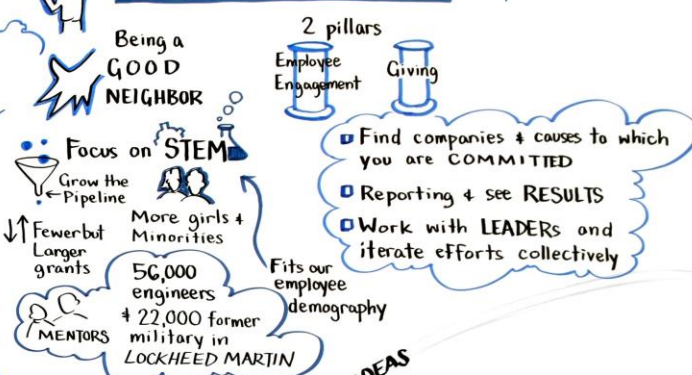 Being a
GOOD
NEIGHBOR
2 pillars
Employee
Engagement
Giving
Focus on STEM
Grow the
Pipeline
Fewer but
Larger
grants
More girls &
Minorities
56,000
engineers
& 22,000 former
military in
LOCKHEED MARTIN
MENTORS
Fits our
employee
demography
Find companies & causes to which
you are COMMITTED
Reporting & see RESULTS
Work with LEADERS and
iterate efforts collectively